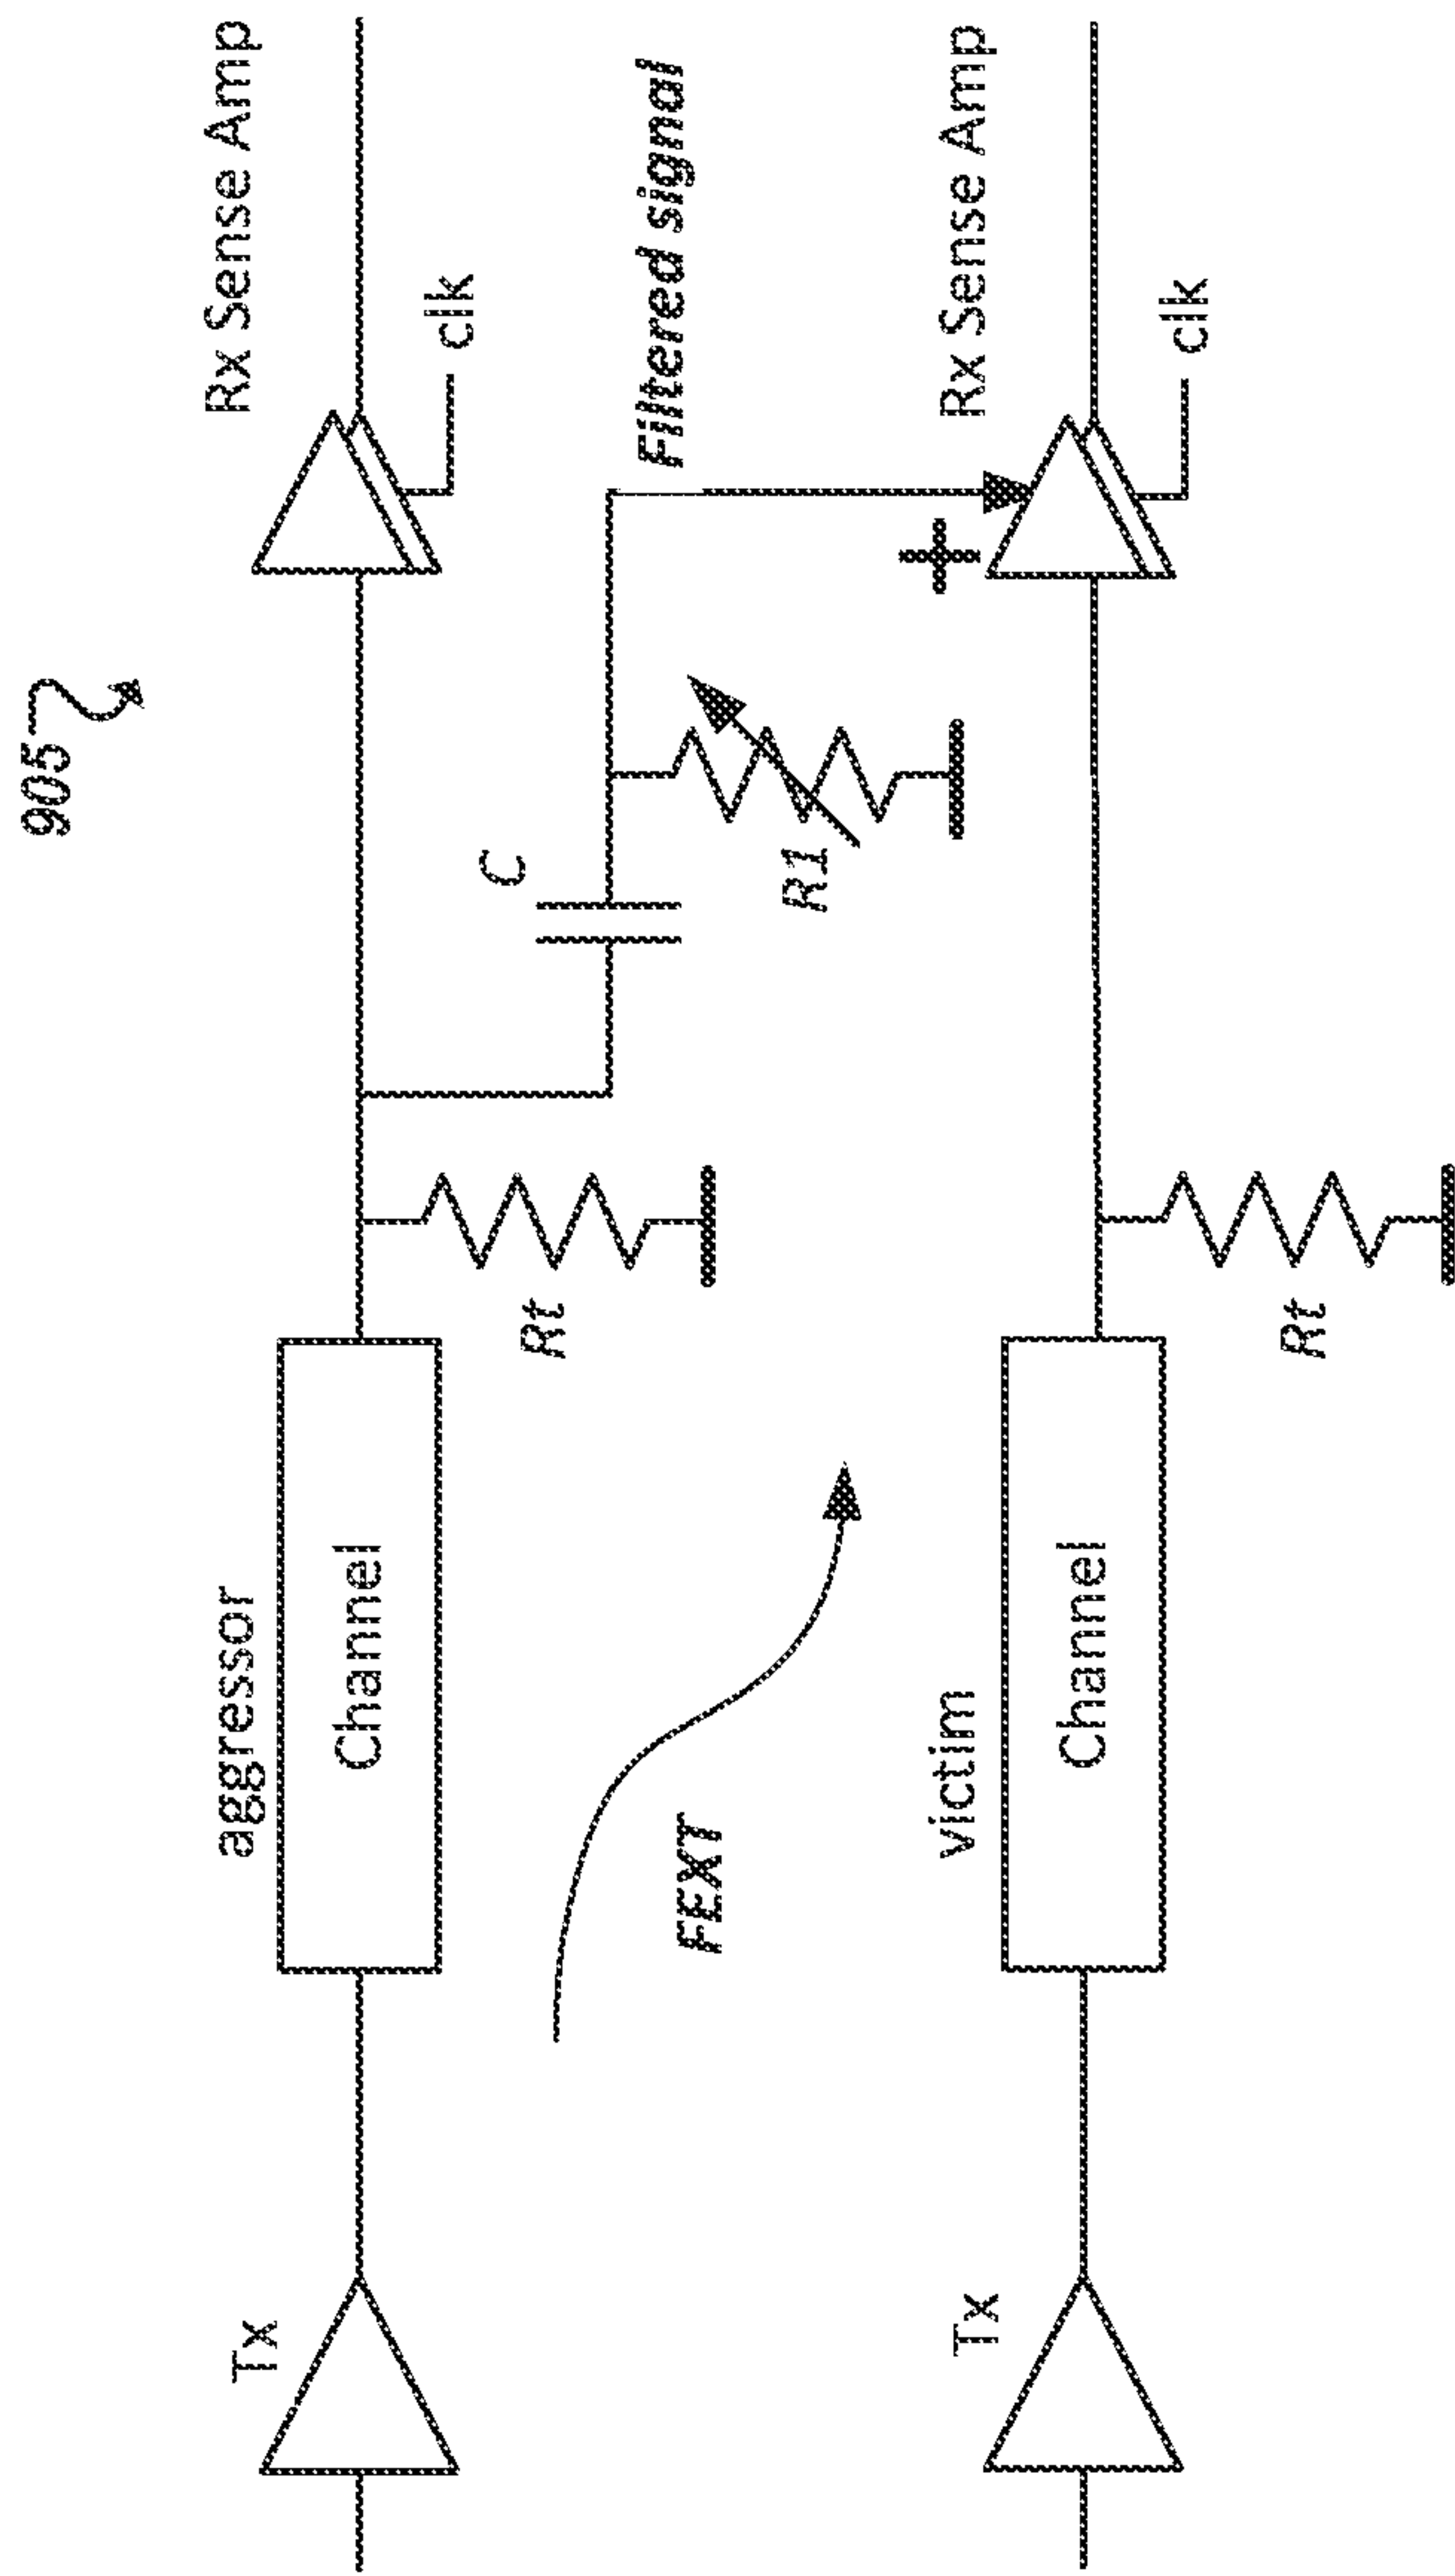 905
aggressor
Tx
Channel
Rt
Rx Sense Amp
clk
C
R1
Filtered signal
FEXT
victim
Tx
Channel
Rt
+
Rx Sense Amp
clk